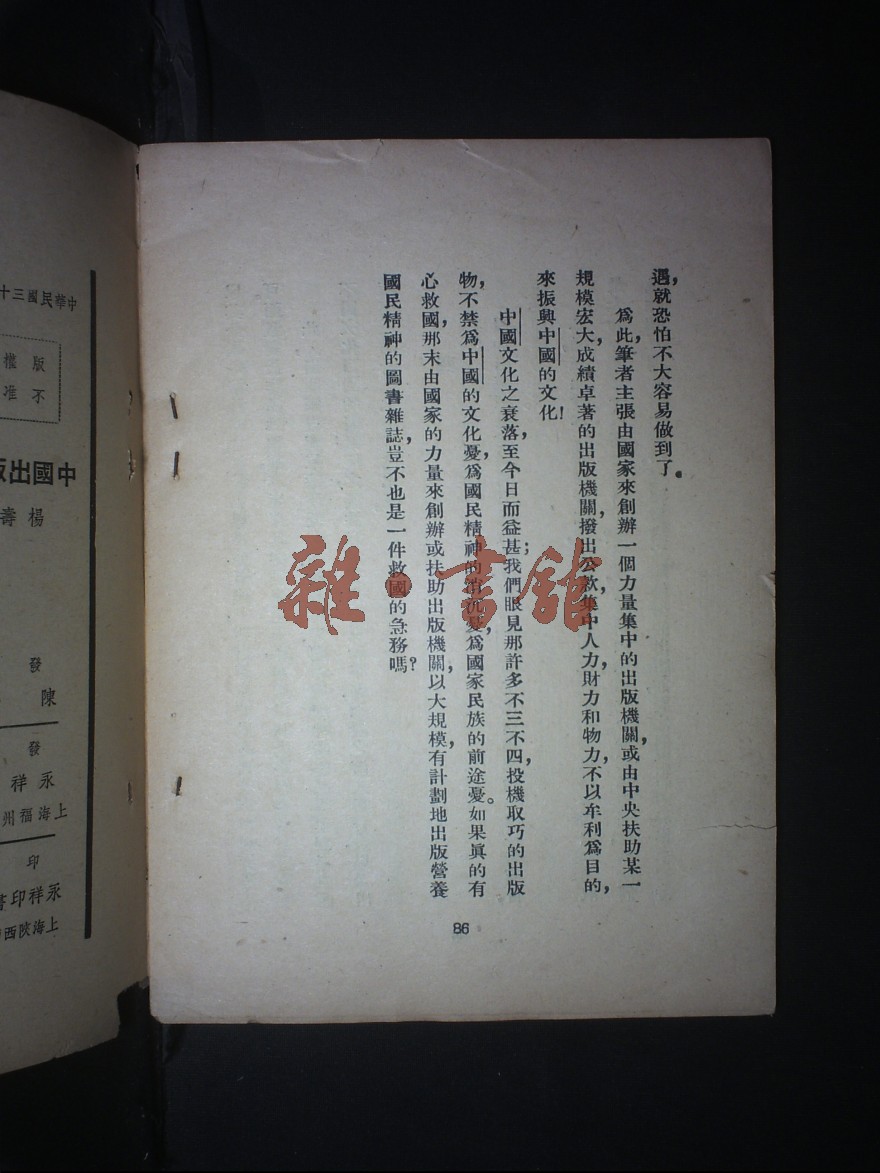 遇，就恐怕不大容易做到了。
爲此，筆者主張由國家來創辦一個力量集中的出版機關，或由中央扶助某一
規模宏大，成績卓著的出版機關，撥出公款，集中人力，財力和物力，不以牟利爲目的，
來振興中國的文化！
中國文化之衰落，至今日而益甚；我們眼見那許多不三不四，投機取巧的出版
物，不禁爲中國的文化憂，爲國民精神的消沉憂，爲國家民族的前途憂。如果眞的有
心救國，那末由國家的力量來創辦或扶助出版機關，以大規模，有計劃地出版營養
國民精神的圖書雜誌，豈不也是一件救國的急務嗎？
86
雜·書館
中華民國三十
版權
不准
中國出版
楊壽
發
陳
發
永祥
上海福州
印
永祥印書
上海陝西